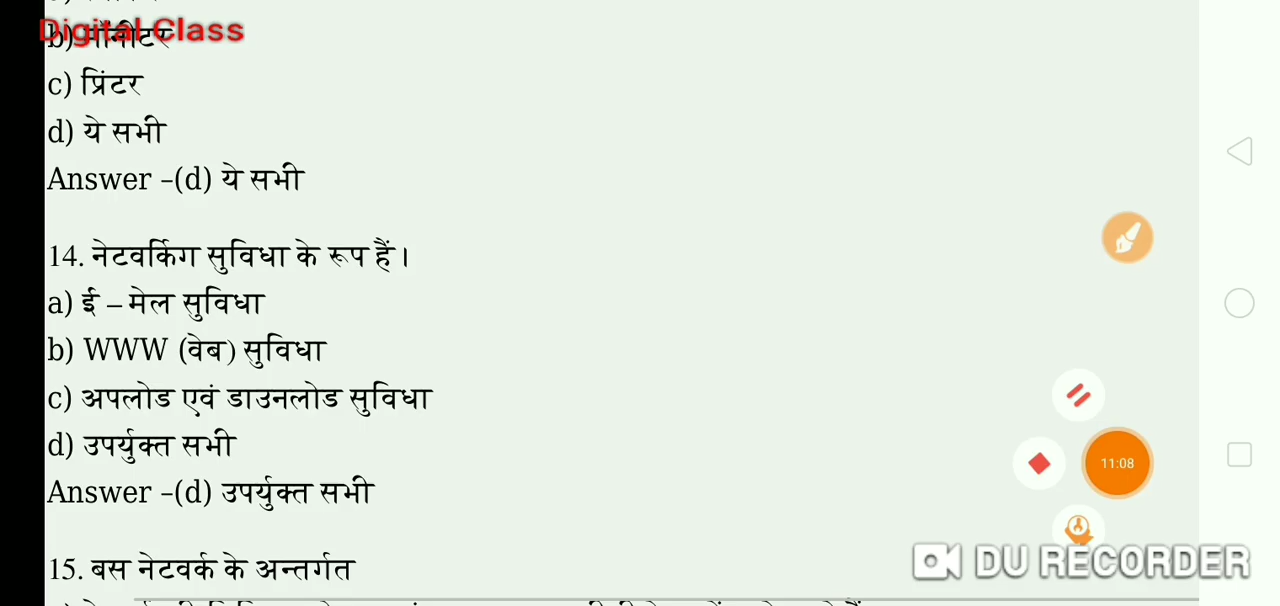 Digital Class
b) मॉनीटर
c) प्रिंटर
d) ये सभी
Answer –(d) ये सभी
14. नेटवर्किग सुविधा के रूप हैं।
a) ई – मेल सुविधा
b) WWW (वेब) सुविधा
c) अपलोड एवं डाउनलोड सुविधा
d) उपर्युक्त सभी
Answer –(d) उपर्युक्त सभी
11:08
DU RECORDER
15. बस नेटवर्क के अन्तर्गत